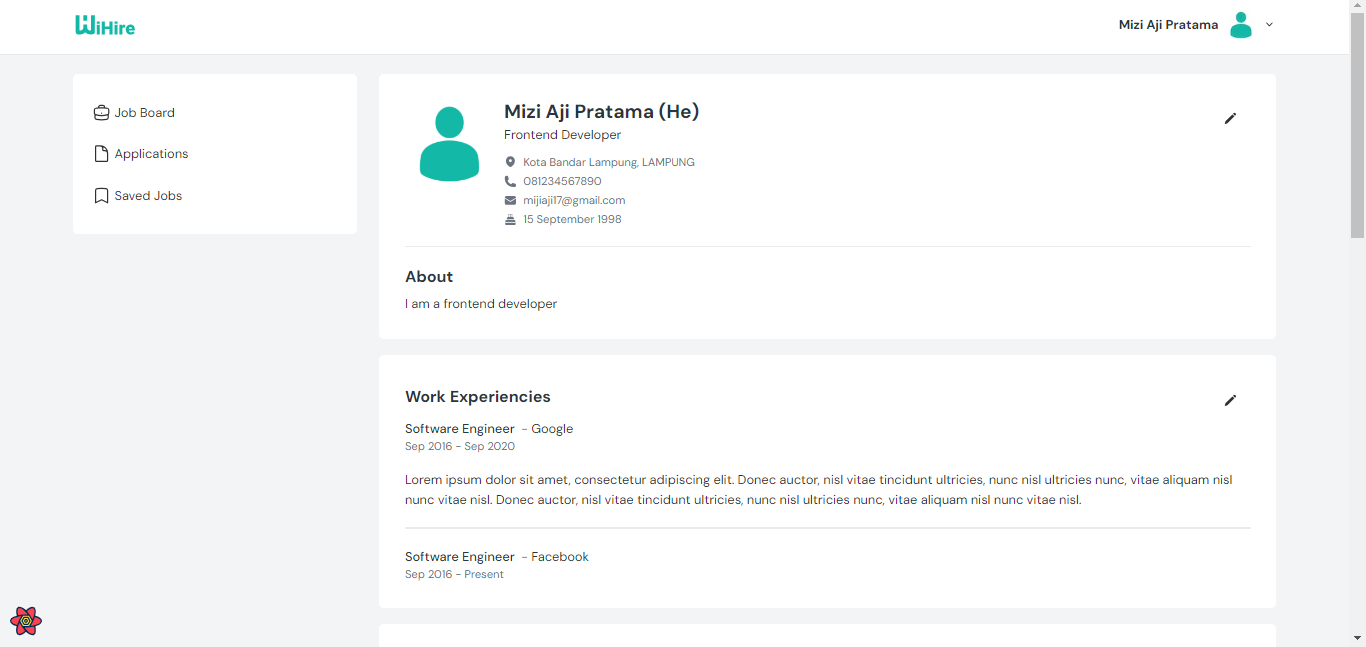 WiHire
Mizi Aji Pratama
Job Board
Applications
Saved Jobs
Mizi Aji Pratama (He)
Frontend Developer
Kota Bandar Lampung, LAMPUNG
081234567890
mijiaji17@gmail.com
15 September 1998
About
I am a frontend developer
Work Experiencies
Software Engineer - Google
Sep 2016 - Sep 2020
Lorem ipsum dolor sit amet, consectetur adipiscing elit. Donec auctor, nisl vitae tincidunt ultricies, nunc nisl ultricies nunc, vitae aliquam nisl
nunc vitae nisl. Donec auctor, nisl vitae tincidunt ultricies, nunc nisl ultricies nunc, vitae aliquam nisl nunc vitae nisl.
Software Engineer - Facebook
Sep 2016 - Present